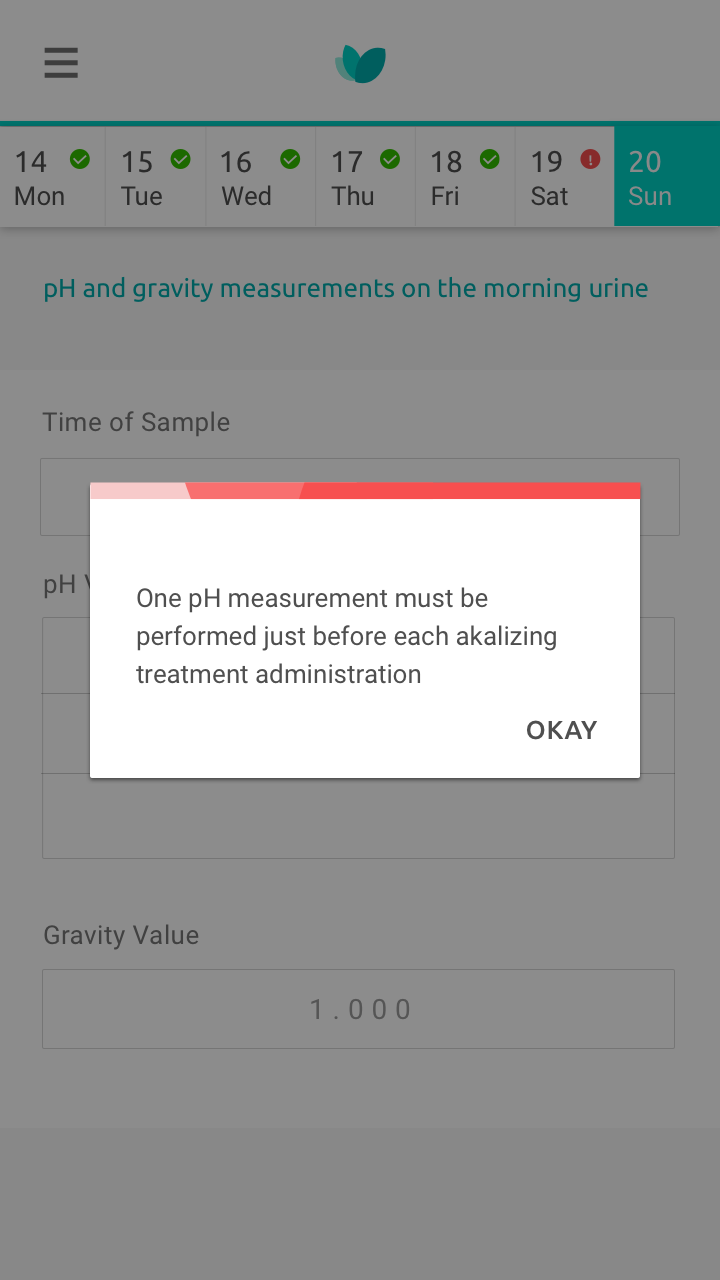 14
Mon
15
Tue
16
Wed
17
Thu
18
Fri
19
Sat
20
Sun
pH and gravity measurements on the morning urine
Time of Sample
pH
One pH measurement must be
performed just before each akalizing
treatment administration
OKAY
Gravity Value
1.000